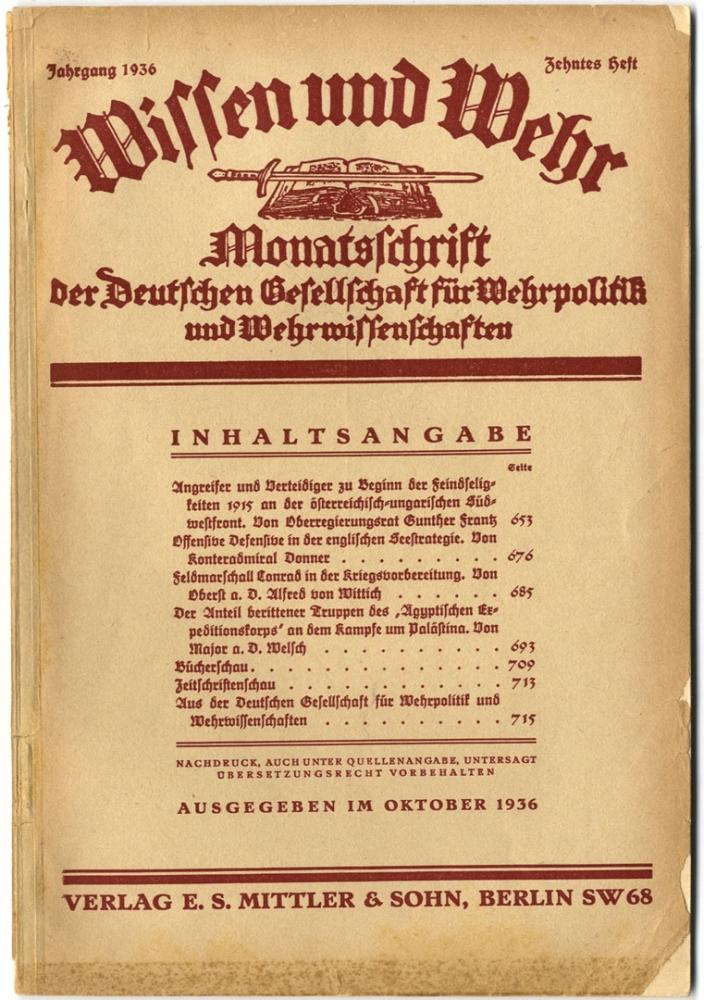 Jahrgang 1936
Zehntes Heft
Wissen und Wehr
Monatsschrift
der Deutschen Gesellschaft für Wehrpolitik
und Wehrwissenschaften
INHALTSANGABE
Seite
Angreifer und Verteidiger zu Beginn der Feindselig-
keiten 1915 an der österreichisch-ungarischen Süd-
westfront. Von Oberregierungsrat Gunther Frantz 653
Offensive Defensive in der englischen Seestrategie. Von
Konteradmiral Donner . . . . . . . . . 676
Feldmarschall Conrad in der Kriegsvorbereitung. Von
Oberst a. D. Alfred von Wittich . . . . . . 685
Der Anteil berittener Truppen des „Ägyptischen Ex-
peditionskorps" an dem Kampfe um Palästina. Von
Major a. D. Welsch . . . . . . . . . . 693
Bücherschau . . . . . . . . . . . . . . 709
Zeitschriftenschau . . . . . . . . . . . . 713
Aus der Deutschen Gesellschaft für Wehrpolitik und
Wehrwissenschaften . . . . . . . . . . 715
NACHDRUCK, AUCH UNTER QUELLENANGABE, UNTERSAGT
ÜBERSETZUNGSRECHT VORBEHALTEN
AUSGEGEBEN IM OKTOBER 1936
VERLAG E. S. MITTLER & SOHN, BERLIN SW 68